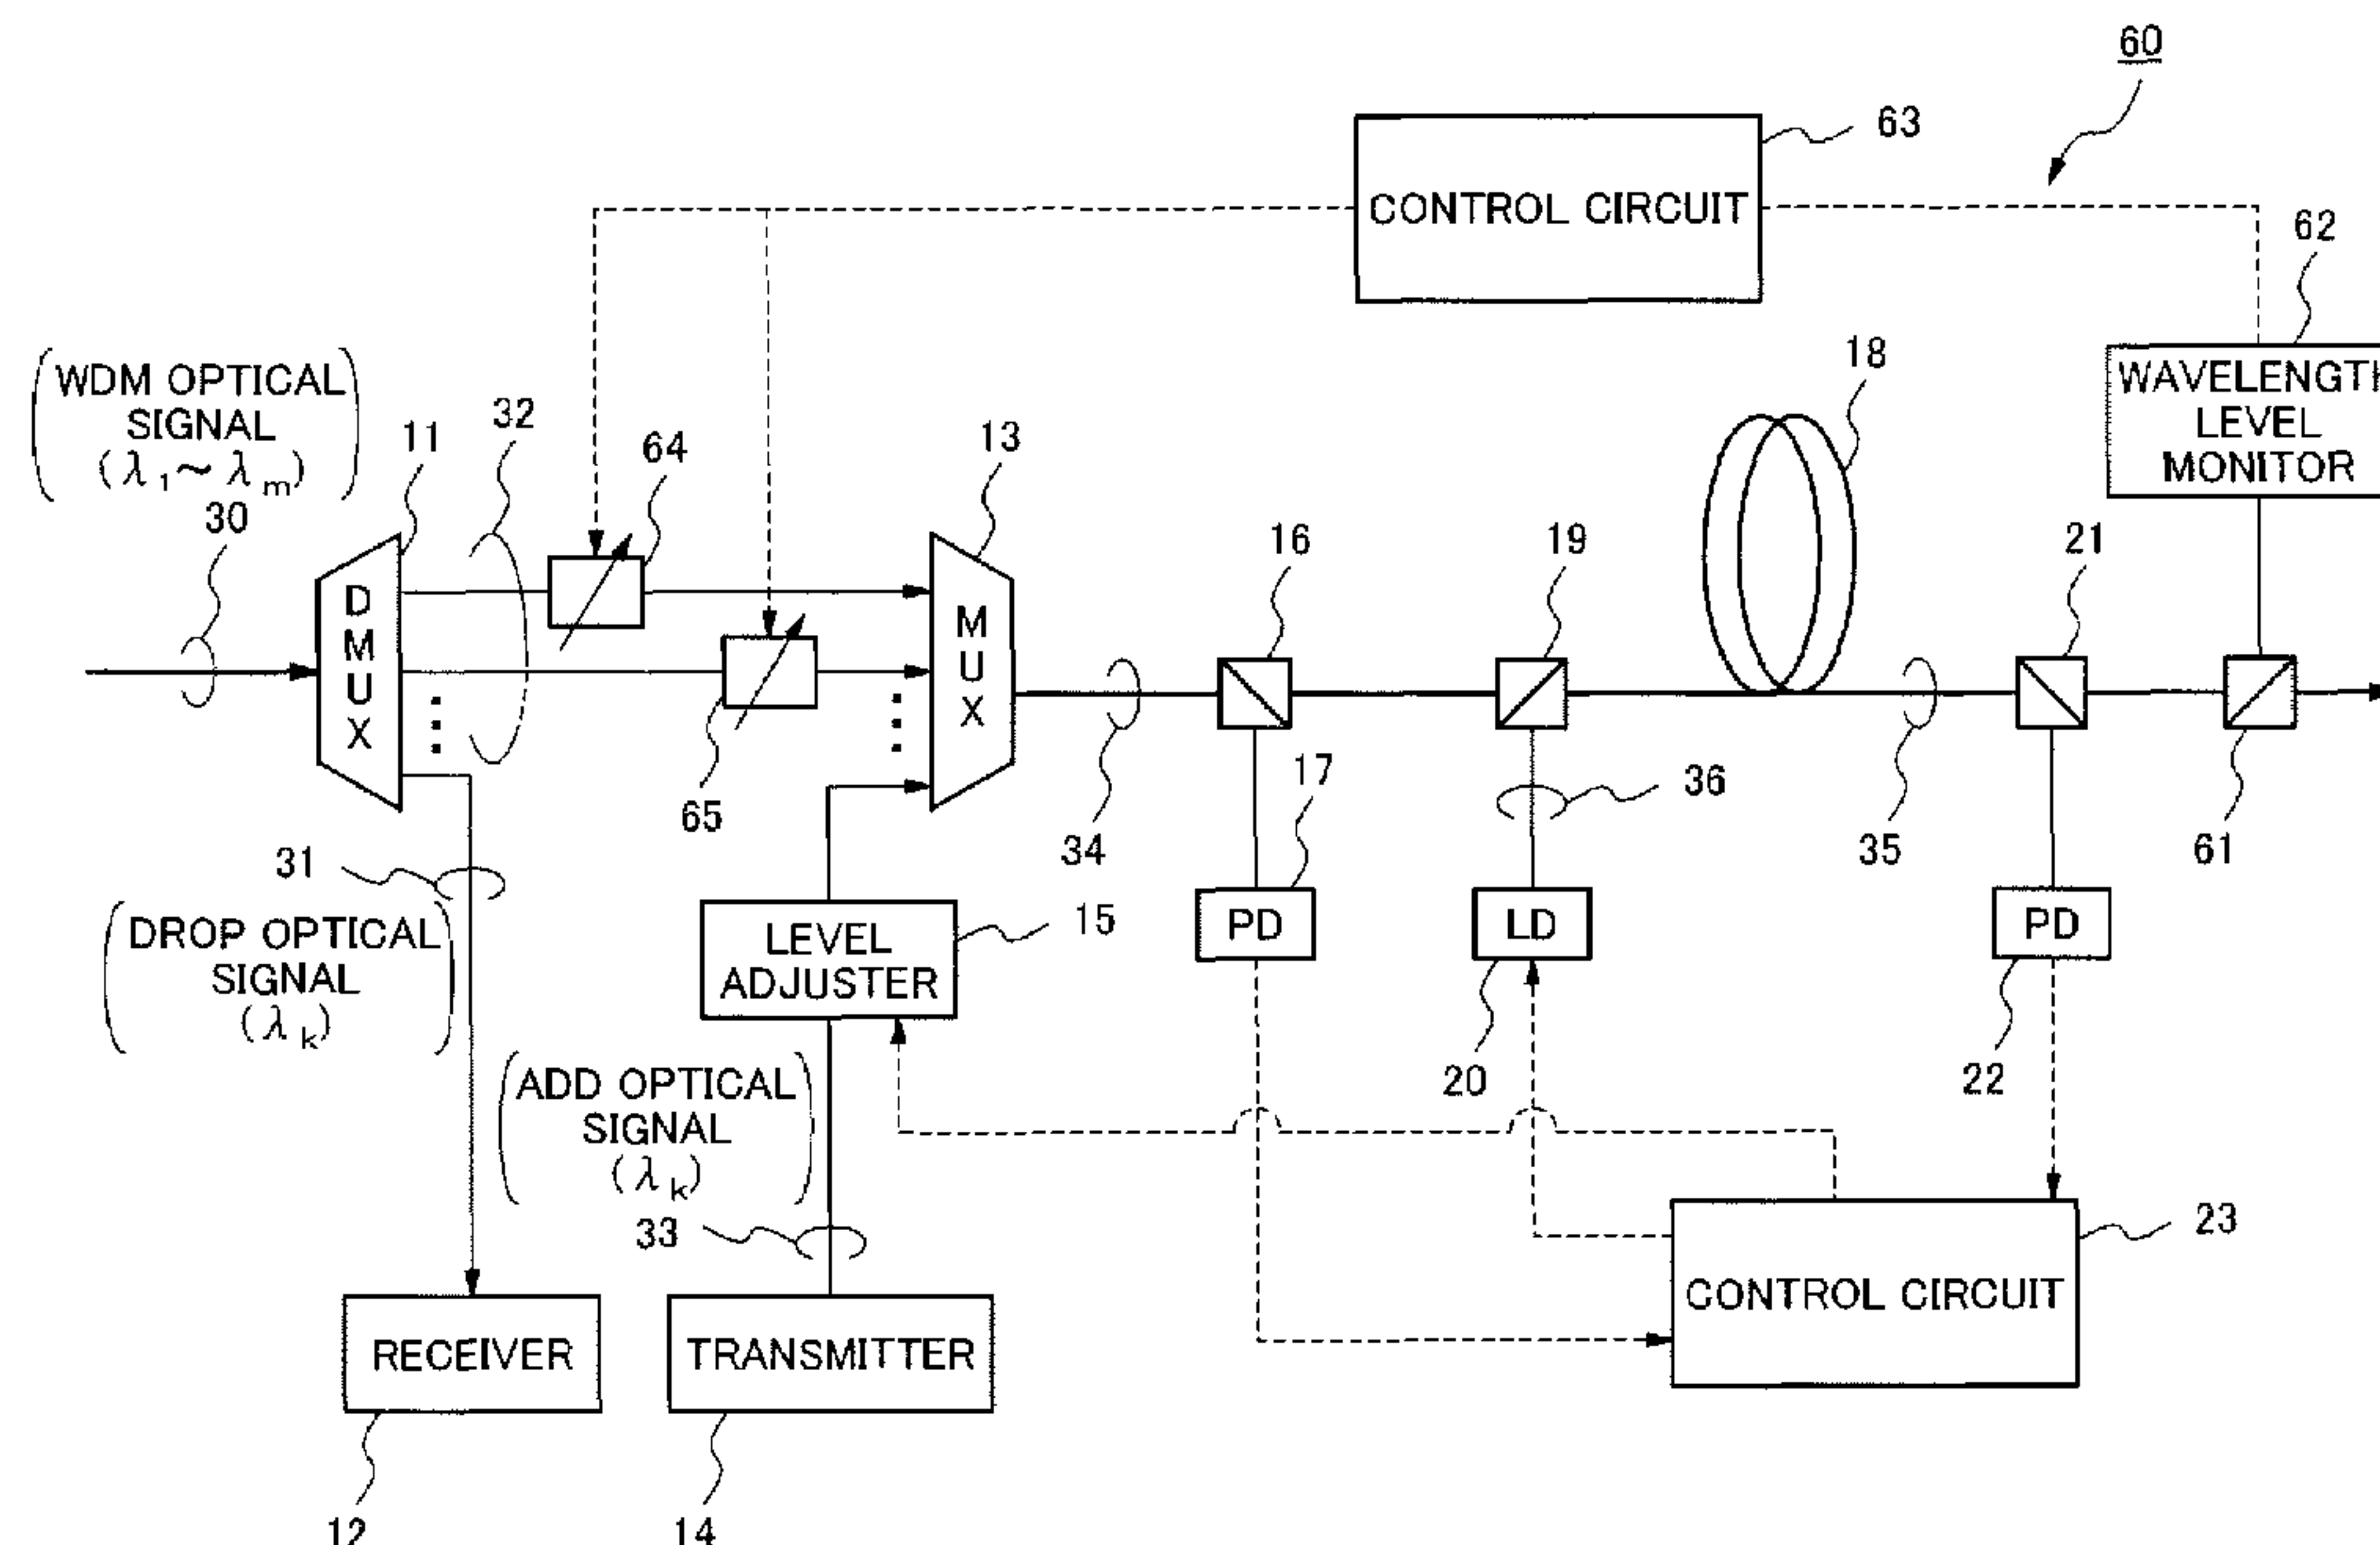 60
63
CONTROL CIRCUIT
62
WAVELENGTH
LEVEL
MONITOR
18
WDM OPTICAL
SIGNAL
(λ1~λm)
30
11
32
64
13
16
19
21
D
M
U
X
M
U
X
65
34
17
36
35
61
31
DROP OPTICAL
SIGNAL
(λk)
LEVEL
ADJUSTER
15
PD
LD
PD
20
22
ADD OPTICAL
SIGNAL
(λk)
33
23
CONTROL CIRCUIT
RECEIVER
TRANSMITTER
12
14